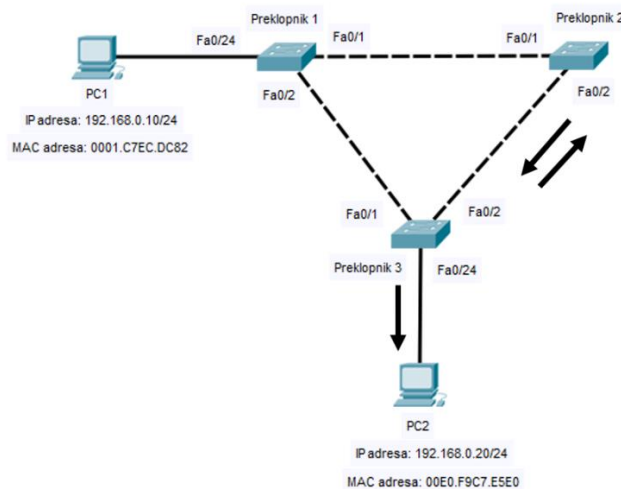 Preklopnik 1
Preklopnik 2
Fa0/24
Fa0/1
Fa0/1
Fa0/2
Fa0/2
PC1
IP adresa: 192.168.0.10/24
MAC adresa: 0001.C7EC.DC82
Fa0/1
Fa0/2
Preklopnik 3
Fa0/24
PC2
IP adresa: 192.168.0.20/24
MAC adresa: 00E0.F9C7.E5E0